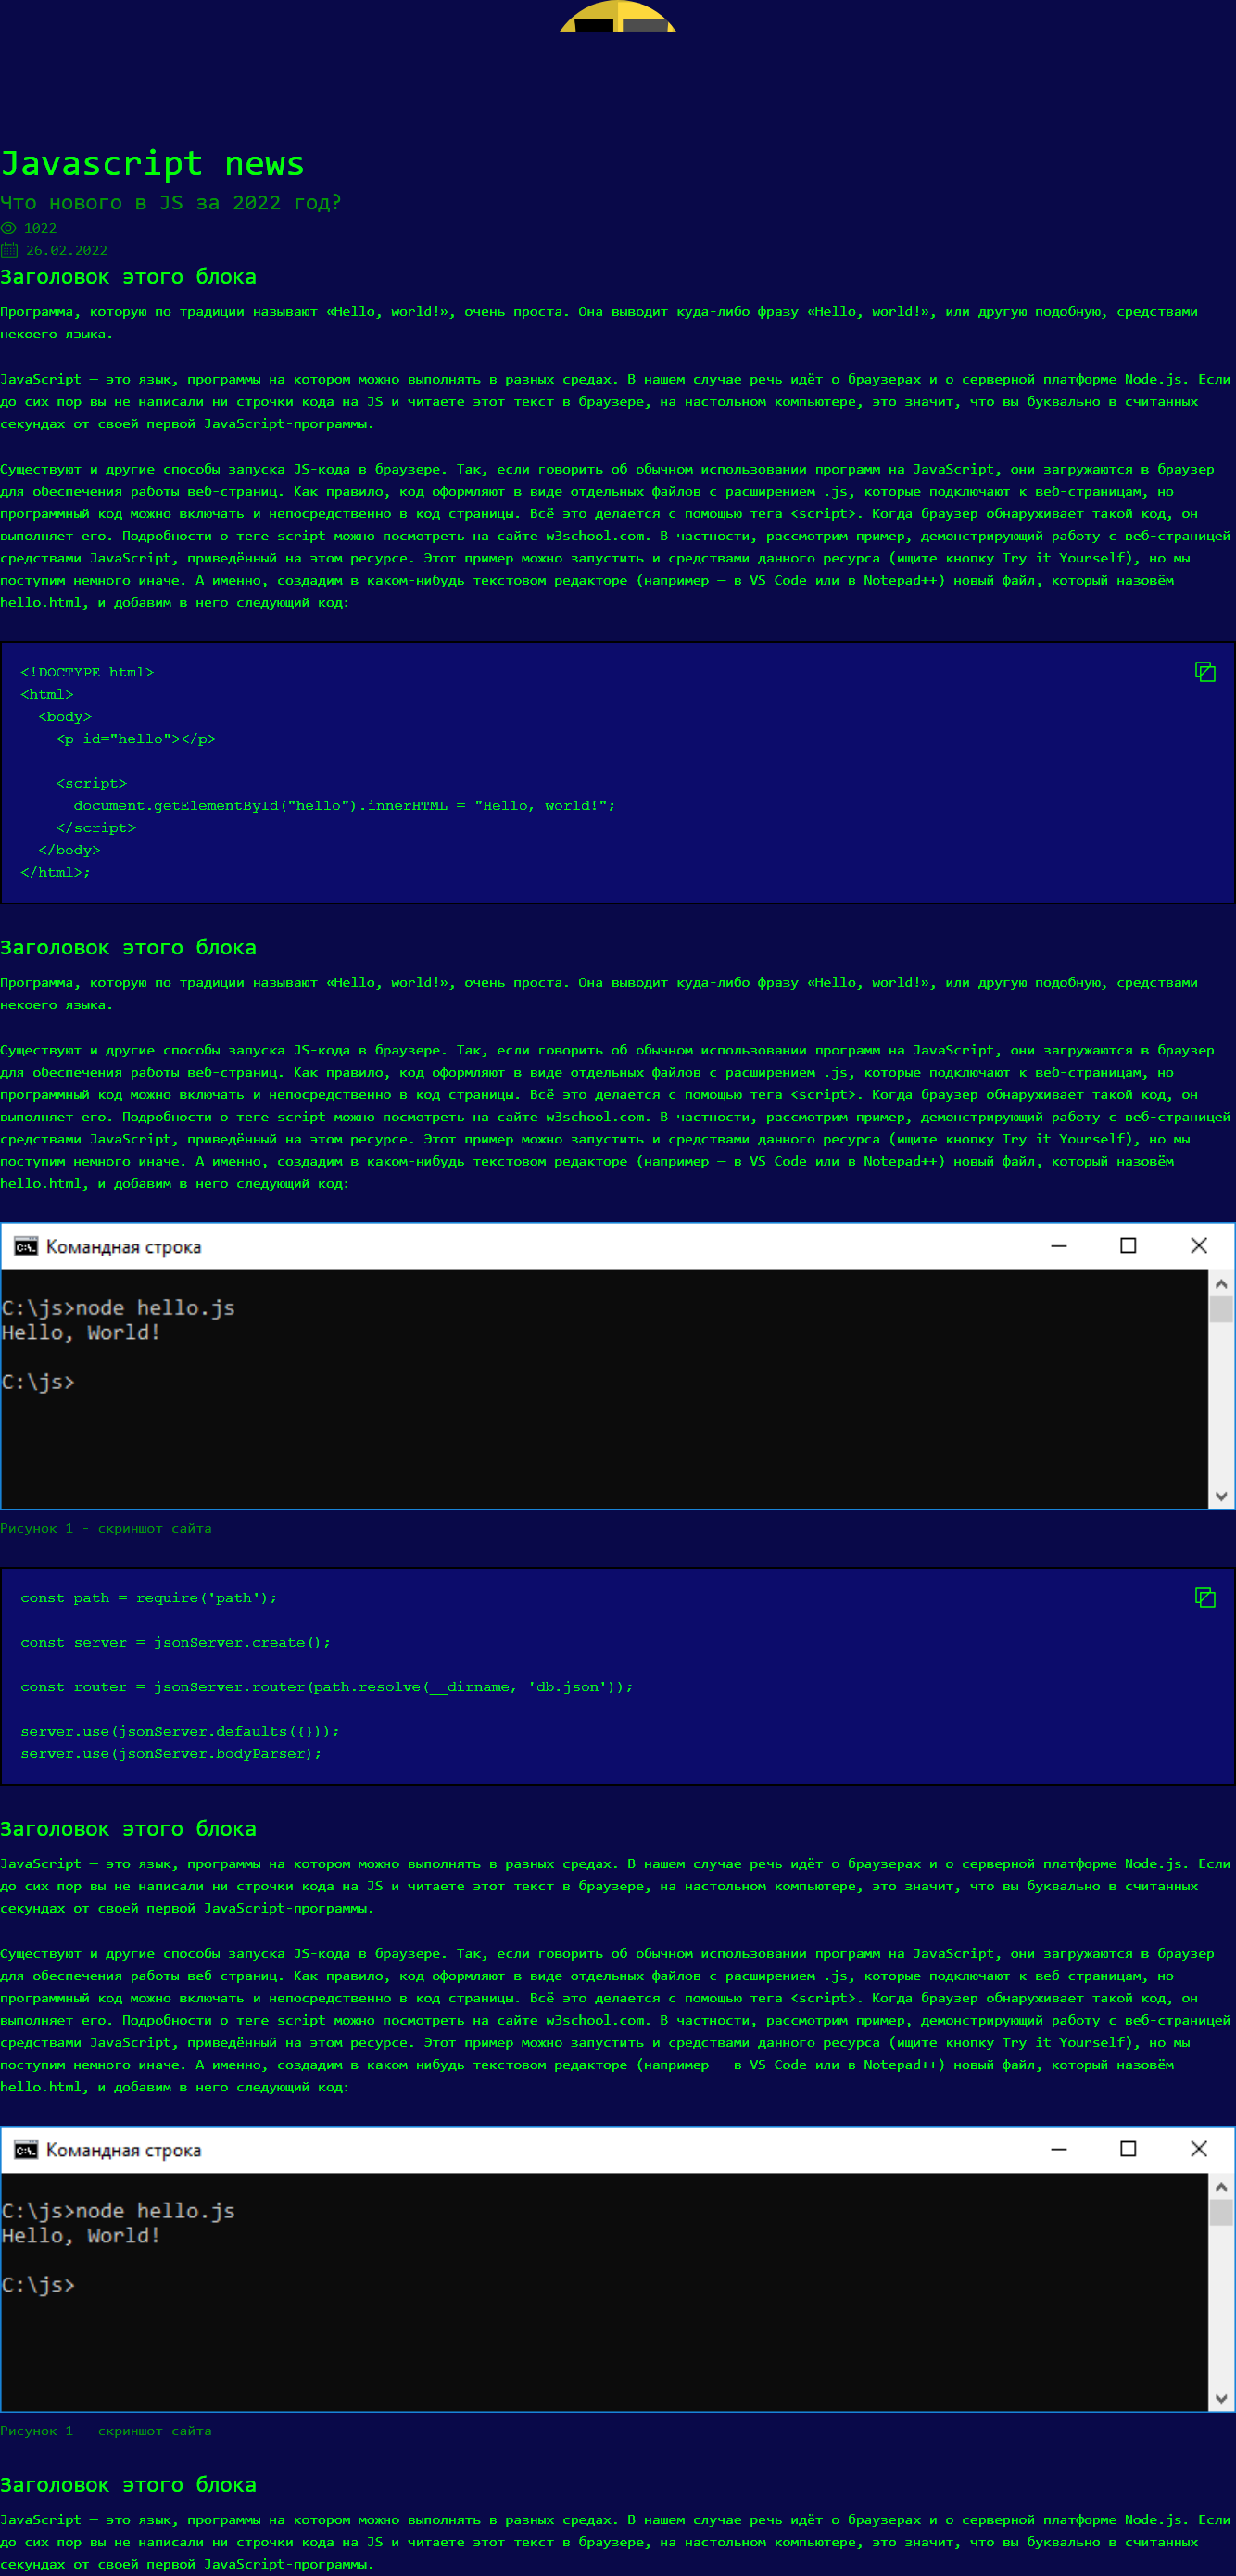 Javascript news
Что нового в JS за 2022 год?
1022
26.02.2022
Заголовок этого блока
Программа, которую по традиции называют «Hello, world!», очень проста. Она выводит куда-либо фразу «Hello, world!», или другую подобную, средствами
некоего языка.
JavaScript — это язык, программы на котором можно выполнять в разных средах. В нашем случае речь идёт о браузерах и о серверной платформе Node.js. Если
до сих пор вы не написали ни строчки кода на JS и читаете этот текст в браузере, на настольном компьютере, это значит, что вы буквально в считанных
секундах от своей первой JavaScript-программы.
Существуют и другие способы запуска JS-кода в браузере. Так, если говорить об обычном использовании программ на JavaScript, они загружаются в браузер
для обеспечения работы веб-страниц. Как правило, код оформляют в виде отдельных файлов с расширением .js, которые подключают к веб-страницам, но
программный код можно включать и непосредственно в код страницы. Всё это делается с помощью тега <script>. Когда браузер обнаруживает такой код, он
выполняет его. Подробности о теге script можно посмотреть на сайте w3school.com. В частности, рассмотрим пример, демонстрирующий работу с веб-страницей
средствами JavaScript, приведённый на этом ресурсе. Этот пример можно запустить и средствами данного ресурса (ищите кнопку Try it Yourself), но мы
поступим немного иначе. А именно, создадим в каком-нибудь текстовом редакторе (например — в VS Code или в Notepad++) новый файл, который назовём
hello.html, и добавим в него следующий код:
<!DOCTYPE html>
<html>
<body>
<p id="hello"></p>
<script>
document.getElementById("hello").innerHTML = "Hello, world!";
</script>
</body>
</html>;
Заголовок этого блока
Программа, которую по традиции называют «Hello, world!», очень проста. Она выводит куда-либо фразу «Hello, world!», или другую подобную, средствами
некоего языка.
Существуют и другие способы запуска JS-кода в браузере. Так, если говорить об обычном использовании программ на JavaScript, они загружаются в браузер
для обеспечения работы веб-страниц. Как правило, код оформляют в виде отдельных файлов с расширением .js, которые подключают к веб-страницам, но
программный код можно включать и непосредственно в код страницы. Всё это делается с помощью тега <script>. Когда браузер обнаруживает такой код, он
выполняет его. Подробности о теге script можно посмотреть на сайте w3school.com. В частности, рассмотрим пример, демонстрирующий работу с веб-страницей
средствами JavaScript, приведённый на этом ресурсе. Этот пример можно запустить и средствами данного ресурса (ищите кнопку Try it Yourself), но мы
поступим немного иначе. А именно, создадим в каком-нибудь текстовом редакторе (например — в VS Code или в Notepad++) новый файл, который назовём
hello.html, и добавим в него следующий код:
Командная строка
C:\js>node hello.js
Hello, World!
C:\js>
Рисунок 1 - скриншот сайта
const path = require('path');
const server = jsonServer.create();
const router = jsonServer.router(path.resolve(__dirname, 'db.json'));
server.use(jsonServer.defaults({}));
server.use(jsonServer.bodyParser);
Заголовок этого блока
JavaScript — это язык, программы на котором можно выполнять в разных средах. В нашем случае речь идёт о браузерах и о серверной платформе Node.js. Если
до сих пор вы не написали ни строчки кода на JS и читаете этот текст в браузере, на настольном компьютере, это значит, что вы буквально в считанных
секундах от своей первой JavaScript-программы.
Существуют и другие способы запуска JS-кода в браузере. Так, если говорить об обычном использовании программ на JavaScript, они загружаются в браузер
для обеспечения работы веб-страниц. Как правило, код оформляют в виде отдельных файлов с расширением .js, которые подключают к веб-страницам, но
программный код можно включать и непосредственно в код страницы. Всё это делается с помощью тега <script>. Когда браузер обнаруживает такой код, он
выполняет его. Подробности о теге script можно посмотреть на сайте w3school.com. В частности, рассмотрим пример, демонстрирующий работу с веб-страницей
средствами JavaScript, приведённый на этом ресурсе. Этот пример можно запустить и средствами данного ресурса (ищите кнопку Try it Yourself), но мы
поступим немного иначе. А именно, создадим в каком-нибудь текстовом редакторе (например — в VS Code или в Notepad++) новый файл, который назовём
hello.html, и добавим в него следующий код:
Командная строка
C:\js>node hello.js
Hello, World!
C:\js>
Рисунок 1 - скриншот сайта
Заголовок этого блока
JavaScript — это язык, программы на котором можно выполнять в разных средах. В нашем случае речь идёт о браузерах и о серверной платформе Node.js. Если
до сих пор вы не написали ни строчки кода на JS и читаете этот текст в браузере, на настольном компьютере, это значит, что вы буквально в считанных
секундах от своей первой JavaScript-программы.